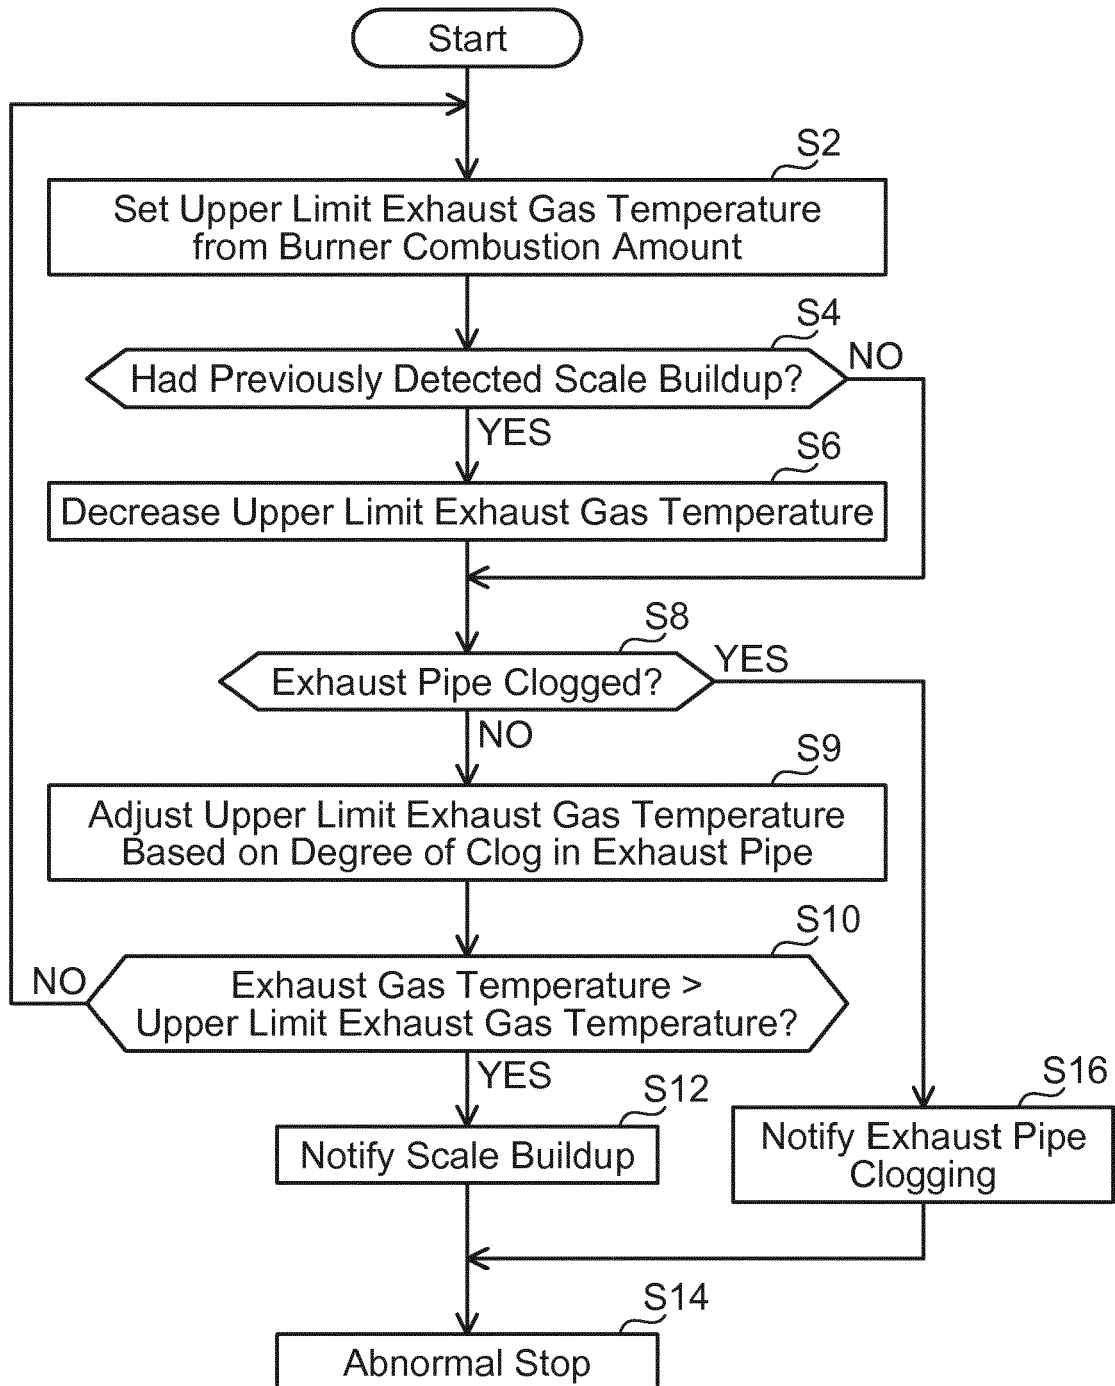 Start
S2
Set Upper Limit Exhaust Gas Temperature
from Burner Combustion Amount
S4
Had Previously Detected Scale Buildup?
NO
YES
S6
Decrease Upper Limit Exhaust Gas Temperature
S8
Exhaust Pipe Clogged?
YES
NO
S9
Adjust Upper Limit Exhaust Gas Temperature
Based on Degree of Clog in Exhaust Pipe
S10
NO
Exhaust Gas Temperature >
Upper Limit Exhaust Gas Temperature?
YES
S12
Notify Scale Buildup
S16
Notify Exhaust Pipe
Clogging
S14
Abnormal Stop